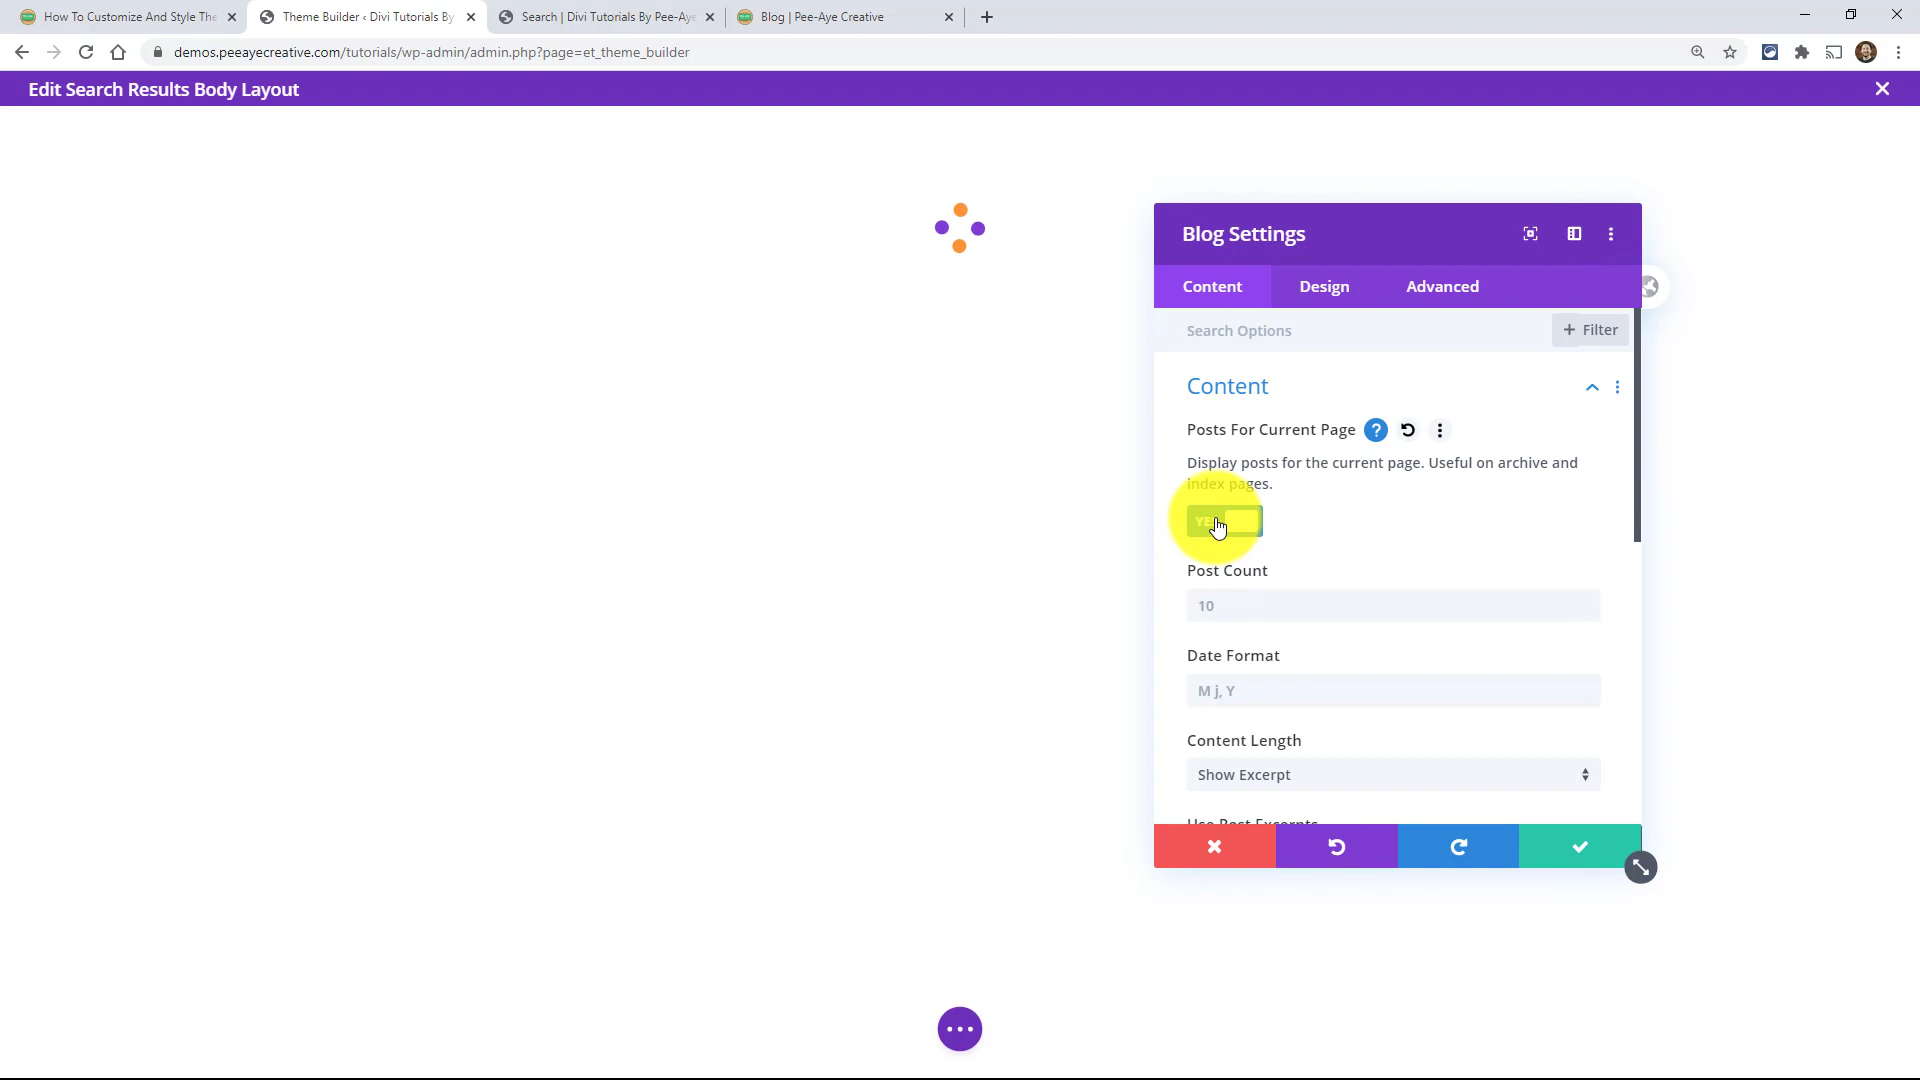 How To Customize And Style The
Theme Builder ‹ Divi Tutorials By
Search | Divi Tutorials By Pee-Aye
Blog | Pee-Aye Creative
demos.peeayecreative.com/tutorials/wp-admin/admin.php?page=et_theme_builder
Edit Search Results Body Layout
Blog Settings
Content
Design
Advanced
Search Options
+ Filter
Content
Posts For Current Page ?
Display posts for the current page. Useful on archive and
index pages.
YES
Post Count
10
Date Format
M j, Y
Content Length
Show Excerpt
Use Post Excerpts